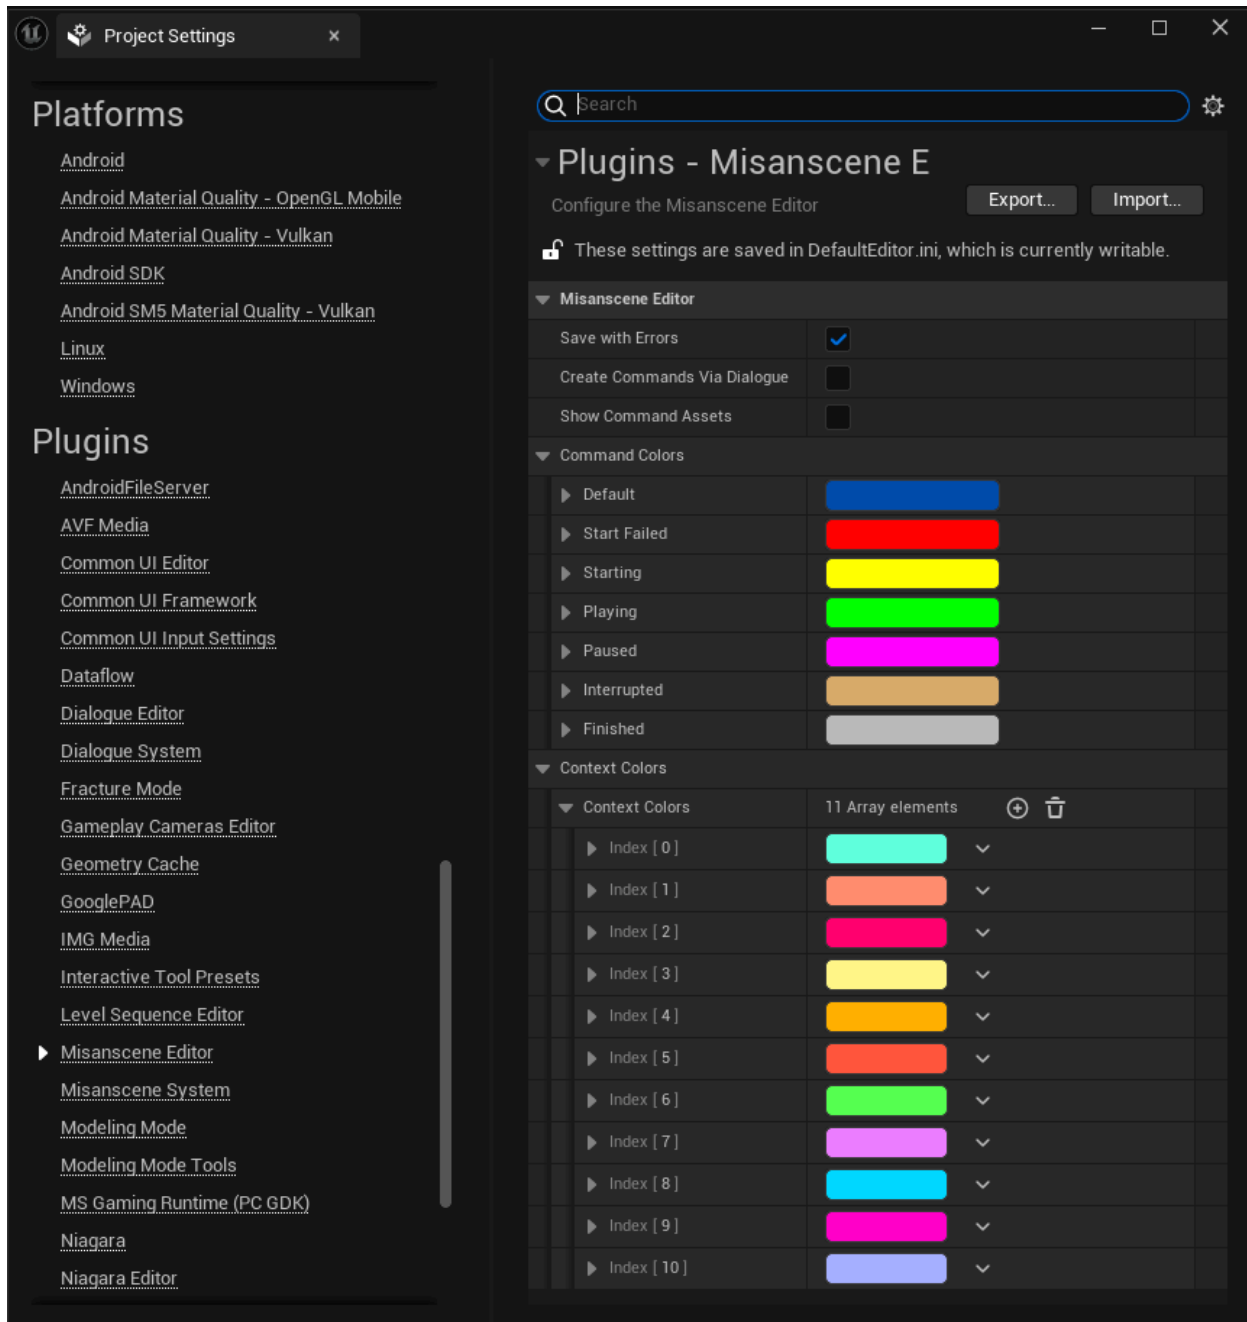 Project Settings
Platforms
Android
Android Material Quality - OpenGL Mobile
Android Material Quality - Vulkan
Android SDK
Android SM5 Material Quality - Vulkan
Linux
Windows
Plugins
AndroidFileServer
AVF Media
Common UI Editor
Common UI Framework
Common UI Input Settings
Dataflow
Dialogue Editor
Dialogue System
Fracture Mode
Gameplay Cameras Editor
Geometry Cache
GooglePAD
IMG Media
Interactive Tool Presets
Level Sequence Editor
Misanscene Editor
Misanscene System
Modeling Mode
Modeling Mode Tools
MS Gaming Runtime (PC GDK)
Niagara
Niagara Editor
Search
Plugins - Misanscene E
Configure the Misanscene Editor
Export...
Import...
These settings are saved in DefaultEditor.ini, which is currently writable.
Misanscene Editor
Save with Errors
Create Commands Via Dialogue
Show Command Assets
Command Colors
Default
Start Failed
Starting
Playing
Paused
Interrupted
Finished
Context Colors
Context Colors 11 Array elements
Index [ 0 ]
Index [ 1 ]
Index [ 2 ]
Index [ 3 ]
Index [ 4 ]
Index [ 5 ]
Index [ 6 ]
Index [ 7 ]
Index [ 8 ]
Index [ 9 ]
Index [ 10 ]